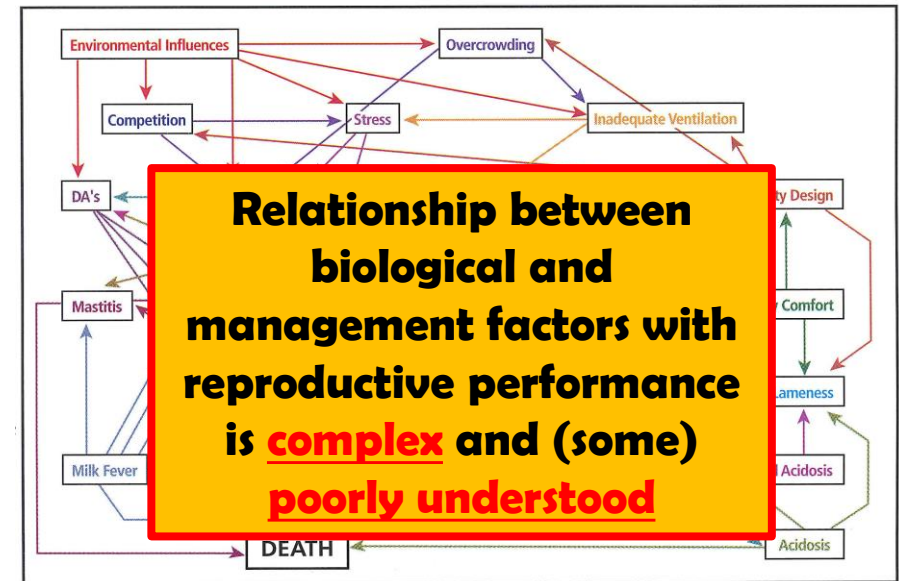 Environmental Influences
Overcrowding
Competition
Stress
Inadequate Ventilation
DA's
ty Design
Relationship between
biological and
management factors with
reproductive performance
is complex and (some)
poorly understood
Mastitis
Comfort
Lameness
Milk Fever
Acidosis
DEATH
Acidosis